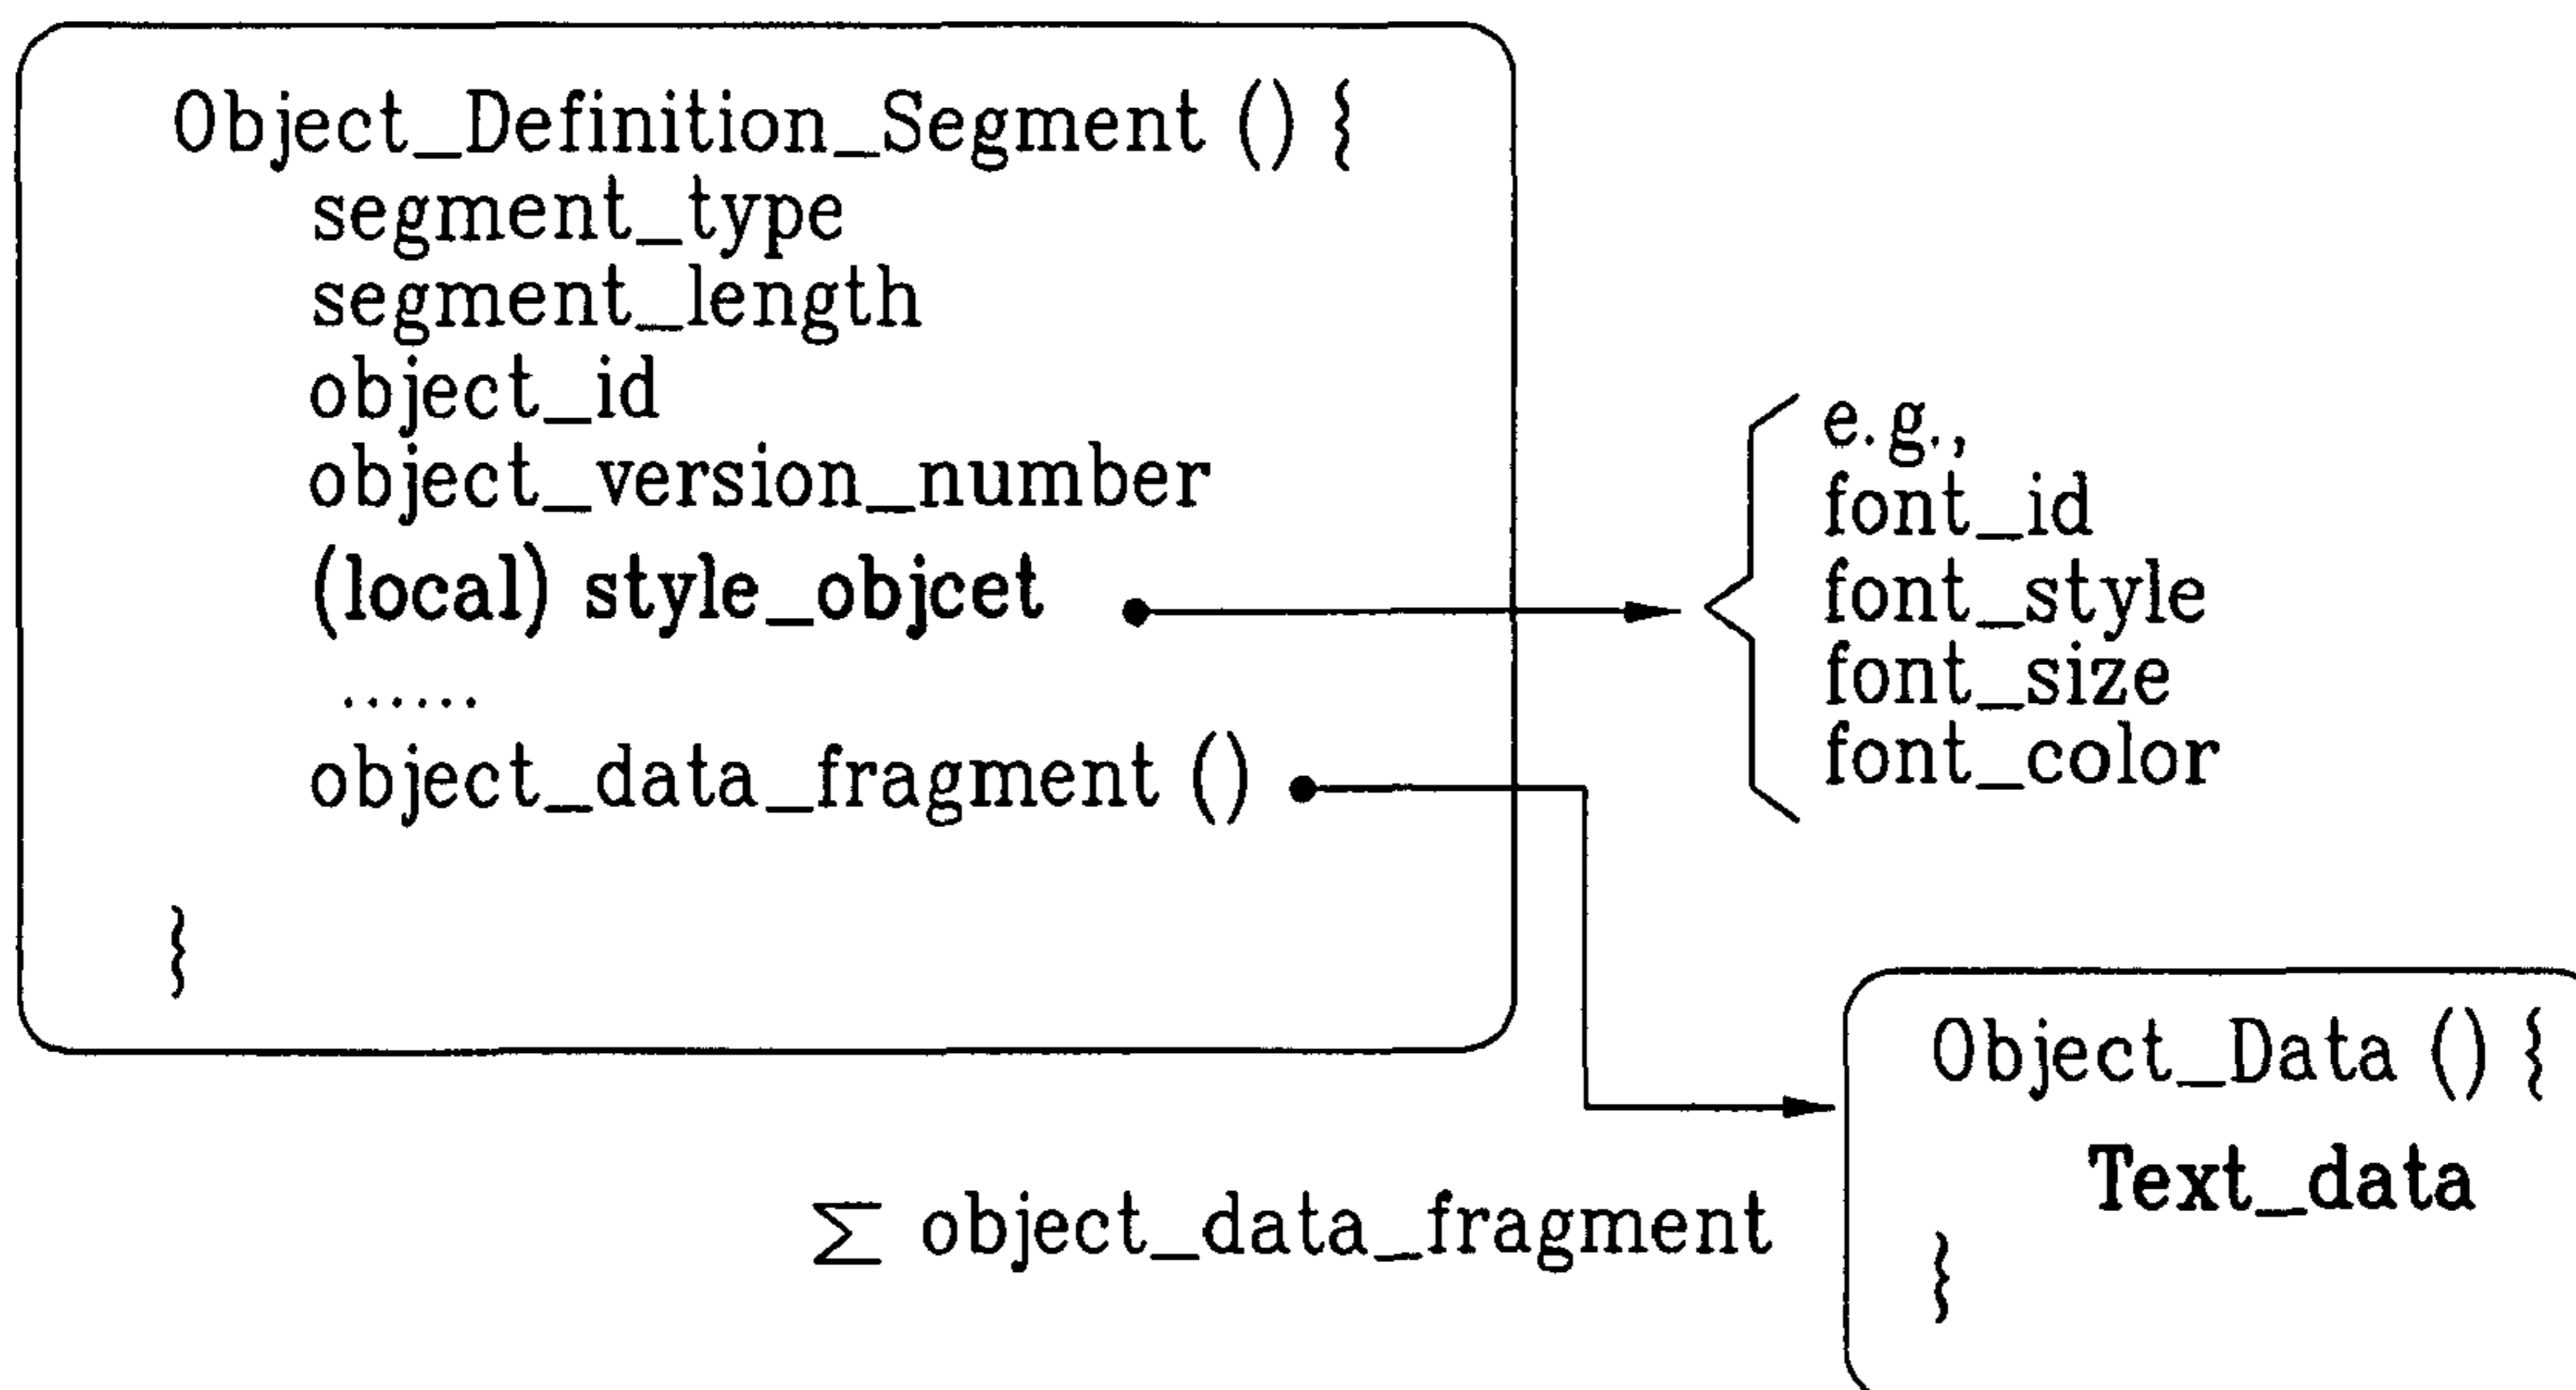 Object_Definition_Segment () {
segment_type
segment_length
object_id
object_version_number
(local) style_objcet
......
object_data_fragment ()
}
e.g.,
font_id
font_style
font_size
font_color
Object_Data () {
Text_data
}
∑ object_data_fragment